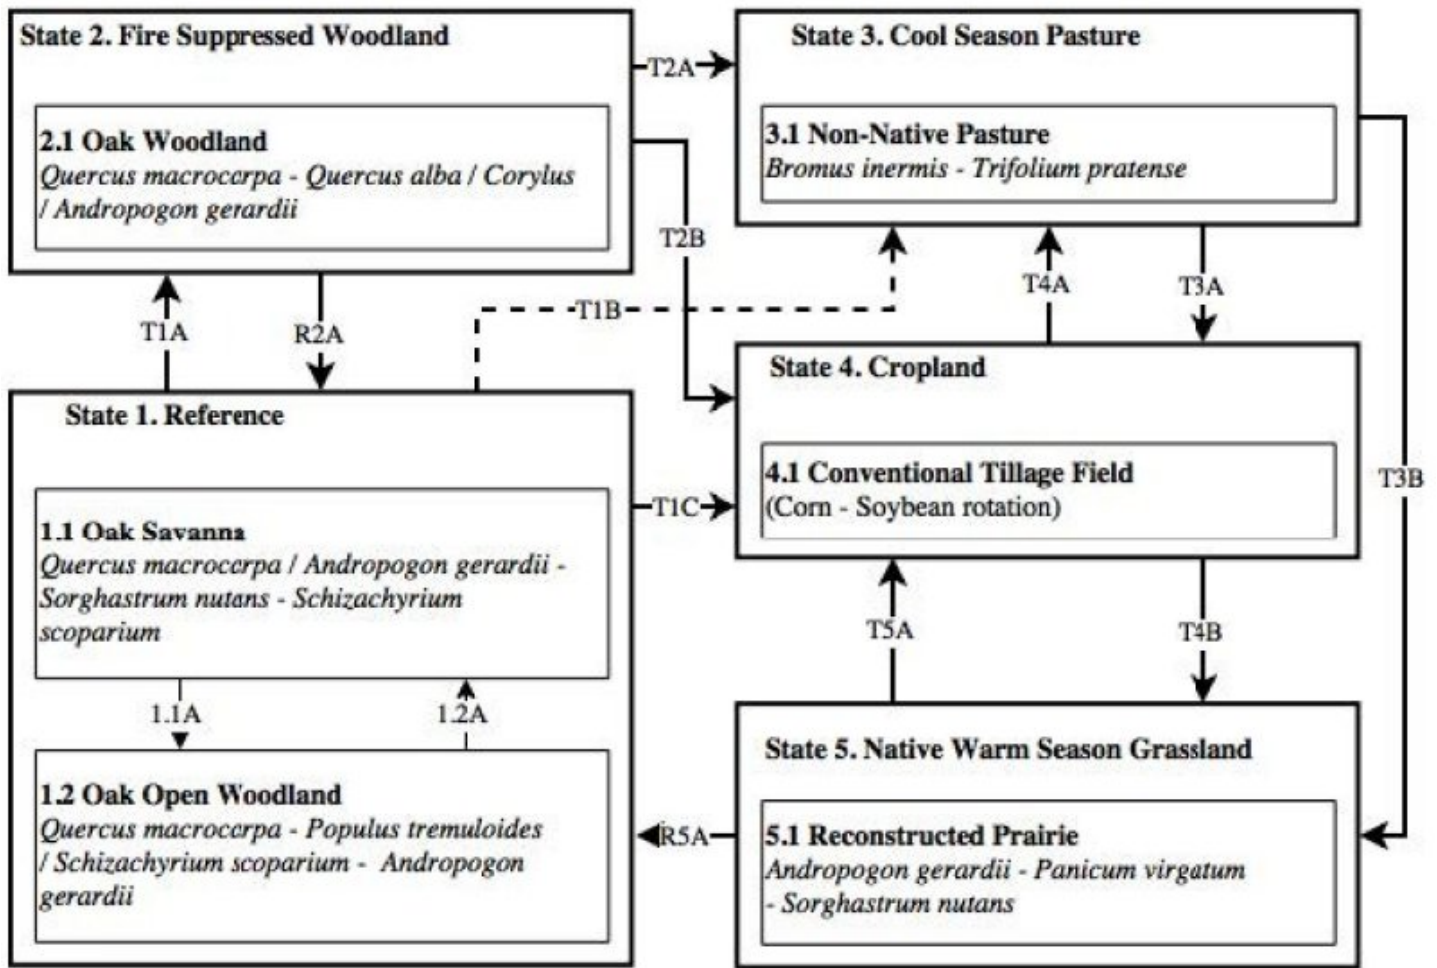 State 2. Fire Suppressed Woodland
2.1 Oak Woodland
Quercus macrocarpa - Quercus alba / Corylus
/ Andropogon gerardii
State 3. Cool Season Pasture
3.1 Non-Native Pasture
Bromus inermis - Trifolium pratense
T2A
T2B
T1A
R2A
T1B
T4A
T3A
T3B
State 1. Reference
1.1 Oak Savanna
Quercus macrocarpa / Andropogon gerardii -
Sorghastrum nutans - Schizachyrium
scoparium
1.1A
1.2A
1.2 Oak Open Woodland
Quercus macrocarpa - Populus tremuloides
/ Schizachyrium scoparium - Andropogon
gerardii
T1C
State 4. Cropland
4.1 Conventional Tillage Field
(Corn - Soybean rotation)
T5A
T4B
R5A
State 5. Native Warm Season Grassland
5.1 Reconstructed Prairie
Andropogon gerardii - Panicum virgatum
- Sorghastrum nutans